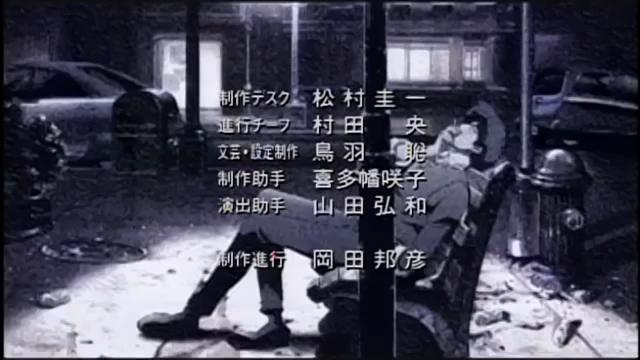 制作デスク 松村圭一
進行チーフ 村田 央
文芸・設定制作 鳥羽 聡
制作助手 喜多幡咲子
演出助手 山田弘和
制作進行 岡田邦彦